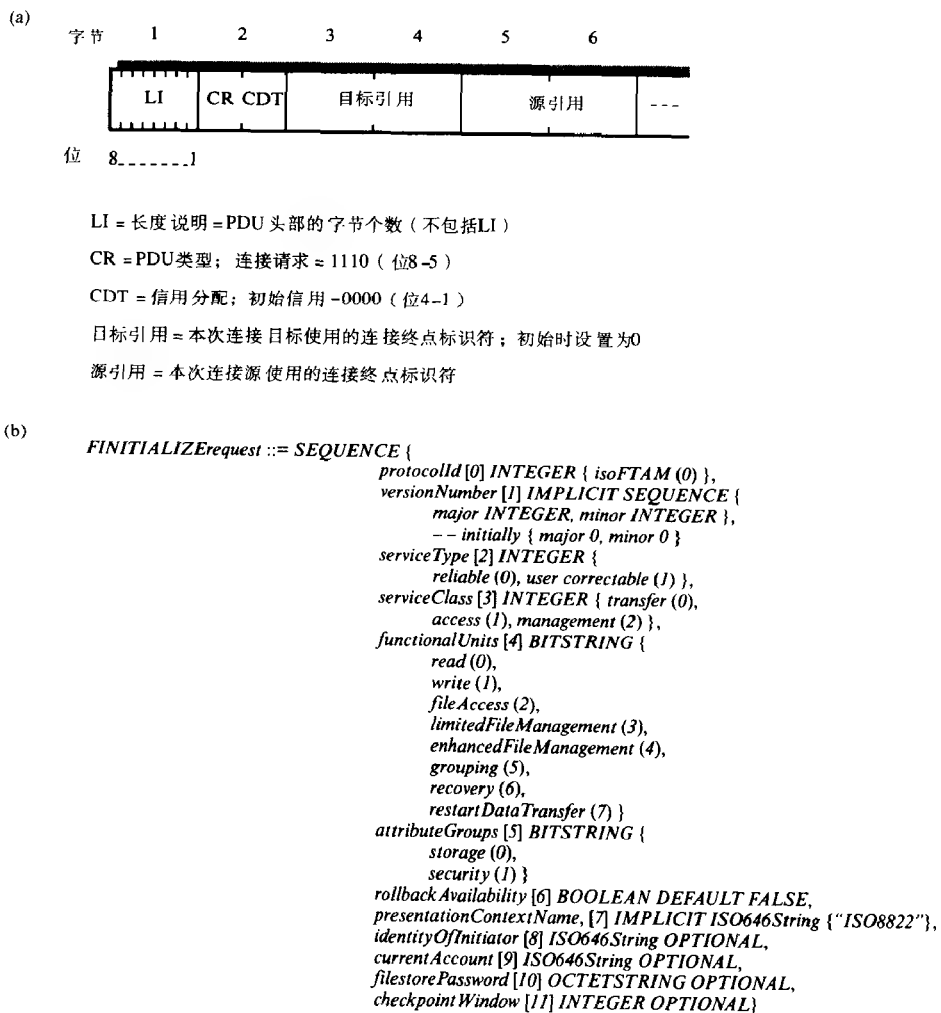 (a)
字节 1 2 3 4 5 6
LI CR CDT 目标引用 源引用 ---
位 8-------1
LI = 长度说明 =PDU 头部的字节个数（不包括LI）
CR =PDU类型；连接请求 = 1110（位8-5）
CDT = 信用分配；初始信用 -0000（位4-1）
目标引用 = 本次连接目标使用的连接终点标识符；初始时设置为0
源引用 = 本次连接源使用的连接终点标识符
(b)
FINITIALIZErequest ::= SEQUENCE {
protocolId [0] INTEGER { isoFTAM (0) },
versionNumber [1] IMPLICIT SEQUENCE {
major INTEGER, minor INTEGER },
-- initially { major 0, minor 0 }
serviceType [2] INTEGER {
reliable (0), user correctable (1) },
serviceClass [3] INTEGER { transfer (0),
access (1), management (2) },
functionalUnits [4] BITSTRING {
read (0),
write (1),
fileAccess (2),
limitedFileManagement (3),
enhancedFileManagement (4),
grouping (5),
recovery (6),
restartDataTransfer (7) }
attributeGroups [5] BITSTRING {
storage (0),
security (1) }
rollbackAvailability [6] BOOLEAN DEFAULT FALSE,
presentationContextName, [7] IMPLICIT ISO646String {"ISO8822"},
identityOfInitiator [8] ISO646String OPTIONAL,
currentAccount [9] ISO646String OPTIONAL,
filestorePassword [10] OCTETSTRING OPTIONAL,
checkpointWindow [11] INTEGER OPTIONAL}